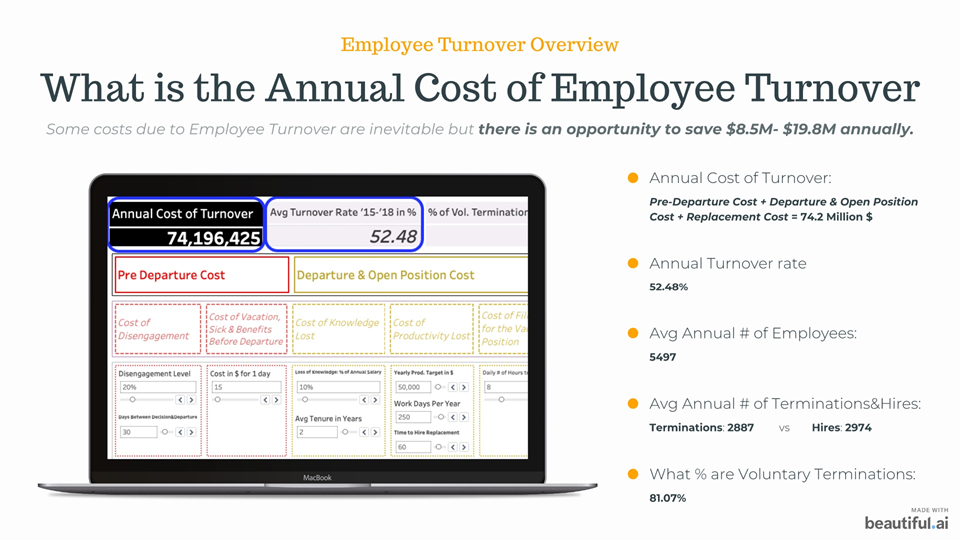 Employee Turnover Overview
What is the Annual Cost of Employee Turnover
Some costs due to Employee Turnover are inevitable but there is an opportunity to save $8.5M- $19.8M annually.
Annual Cost of Turnover
74,196,425
Avg Turnover Rate '15-'18 in %
52.48
% of Vol. Termination
Pre Departure Cost
Departure & Open Position Cost
Cost of
Disengagement
Cost of Vacation,
Sick & Benefits
Before Departure
Cost of Knowledge
Lost
Cost of
Productivity Lost
Cost of Fil
for the Va
Position
Disengagement Level
20%
Days Between Decision&Departure
30
Cost in $ for 1 day
15
Loss of Knowledge: % of Annual Salary
10%
Avg Tenure in Years
2
Yearly Prod. Target in $
50,000
Work Days Per Year
250
Time to Hire Replacement
60
Daily # of Hours to
8
MacBook
Annual Cost of Turnover:
Pre-Departure Cost + Departure & Open Position
Cost + Replacement Cost = 74.2 Million $
Annual Turnover rate
52.48%
Avg Annual # of Employees:
5497
Avg Annual # of Terminations&Hires:
Terminations: 2887 vs Hires: 2974
What % are Voluntary Terminations:
81.07%
MADE WITH
beautiful.ai